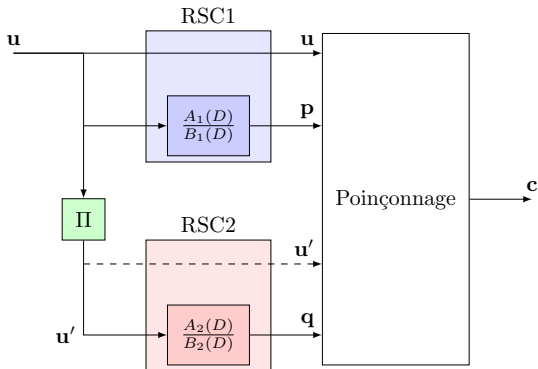 RSC1
u
u
A₁(D)
B₁(D)
p
Π
Poinçonnage
c
RSC2
u′
u′
A₂(D)
B₂(D)
q